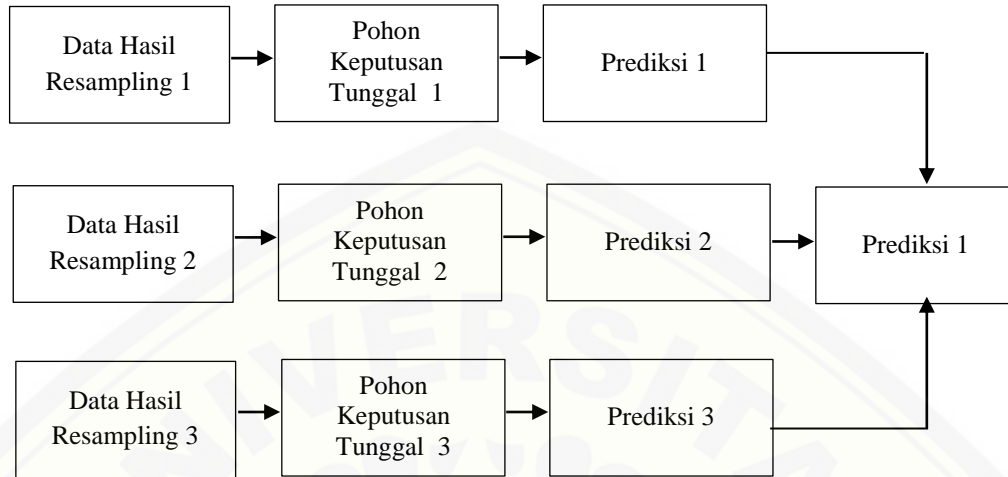 Data Hasil
Resampling 1
Pohon
Keputusan
Tunggal 1
Prediksi 1
Data Hasil
Resampling 2
Pohon
Keputusan
Tunggal 2
Prediksi 2
Prediksi 1
Data Hasil
Resampling 3
Pohon
Keputusan
Tunggal 3
Prediksi 3